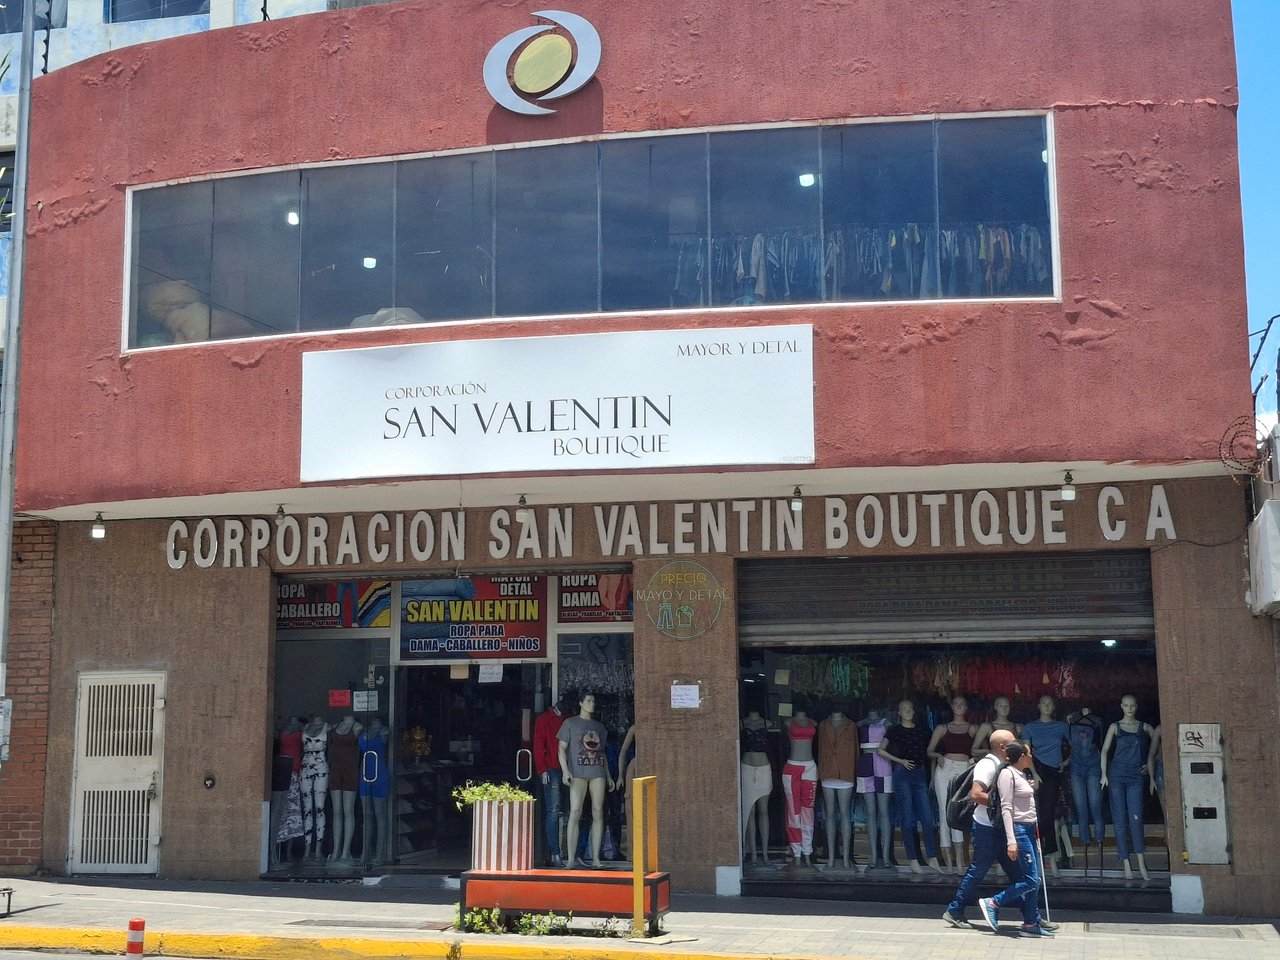 MAYOR Y DETAL
CORPORACIÓN
SAN VALENTIN
BOUTIQUE
CORPORACION SAN VALENTIN BOUTIQUE C A
ROPA
CABALLERO
MAYOR Y
DETAL
SAN VALENTIN
ROPA PARA
DAMA-CABALLERO-NIÑOS
ROPA
DAMA
PRECIO
MAYO Y DETAL